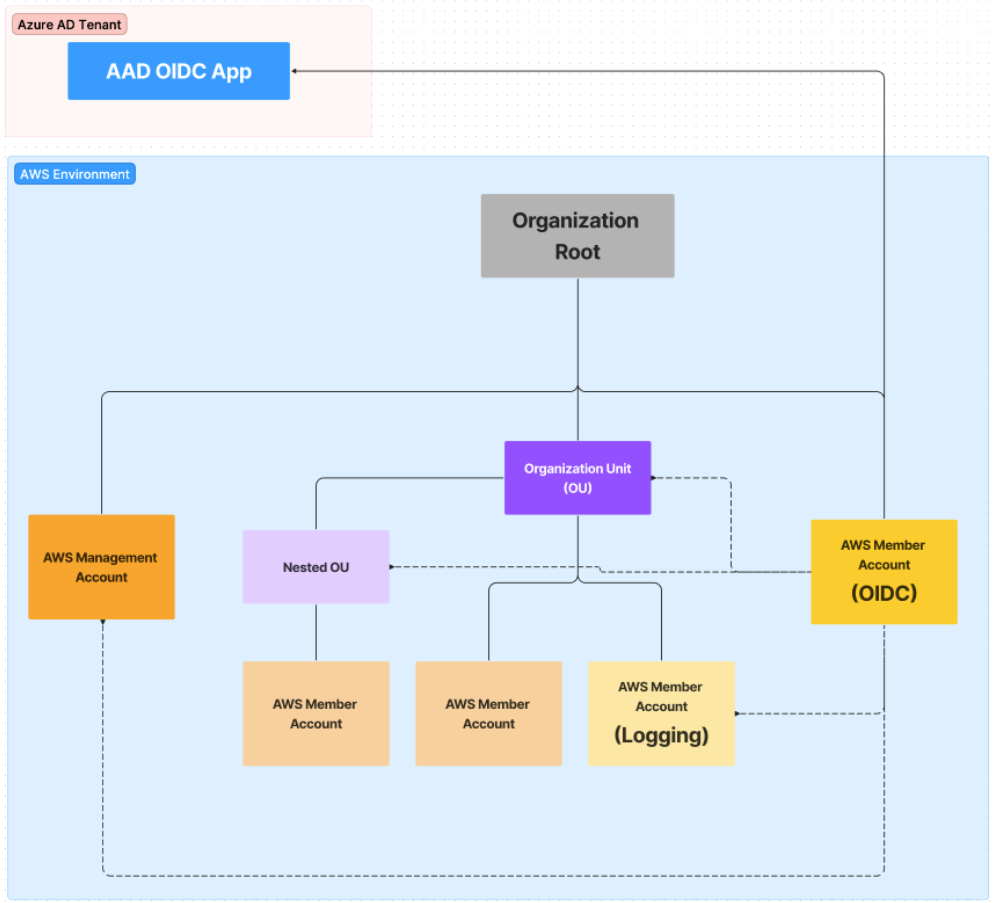 Azure AD Tenant
AAD OIDC App
AWS Environment
Organization
Root
Organization Unit
(OU)
AWS Management
Account
Nested OU
AWS Member
Account
(OIDC)
AWS Member
Account
AWS Member
Account
AWS Member
Account
(Logging)